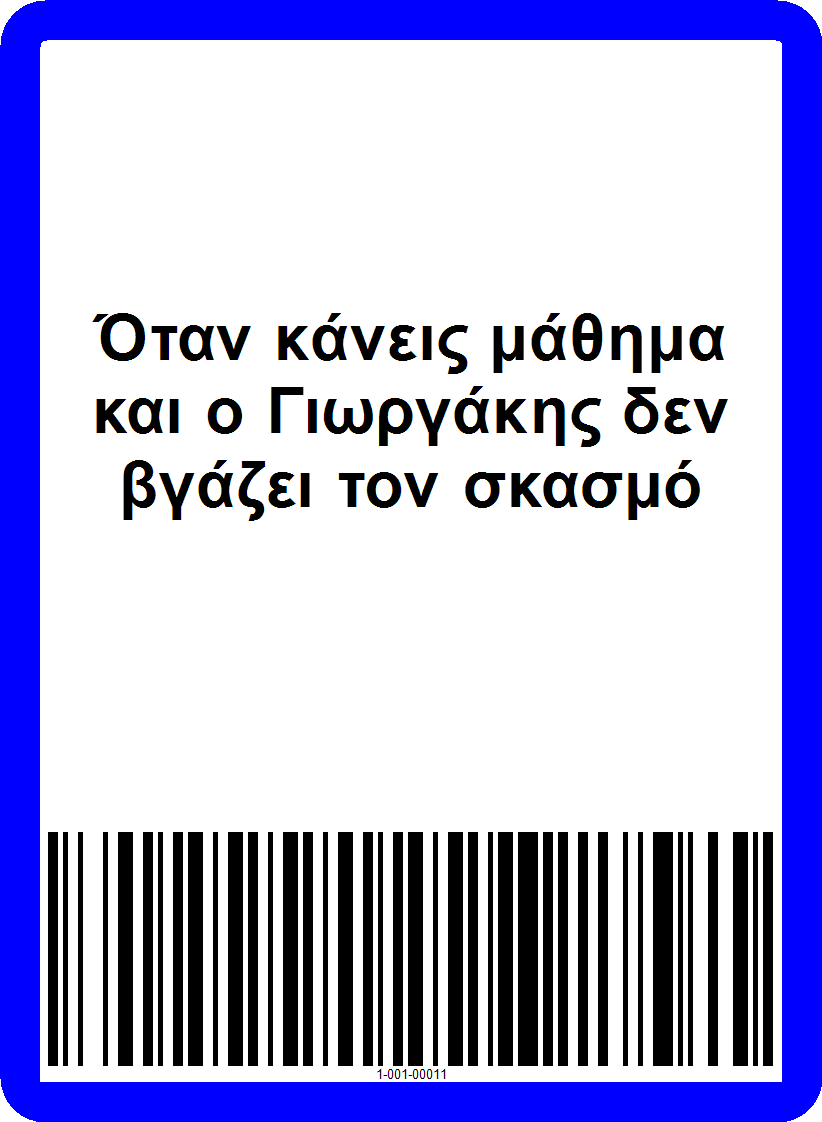 Όταν κάνεις μάθημα
και ο Γιωργάκης δεν
βγάζει τον σκασμό
1-001-00011